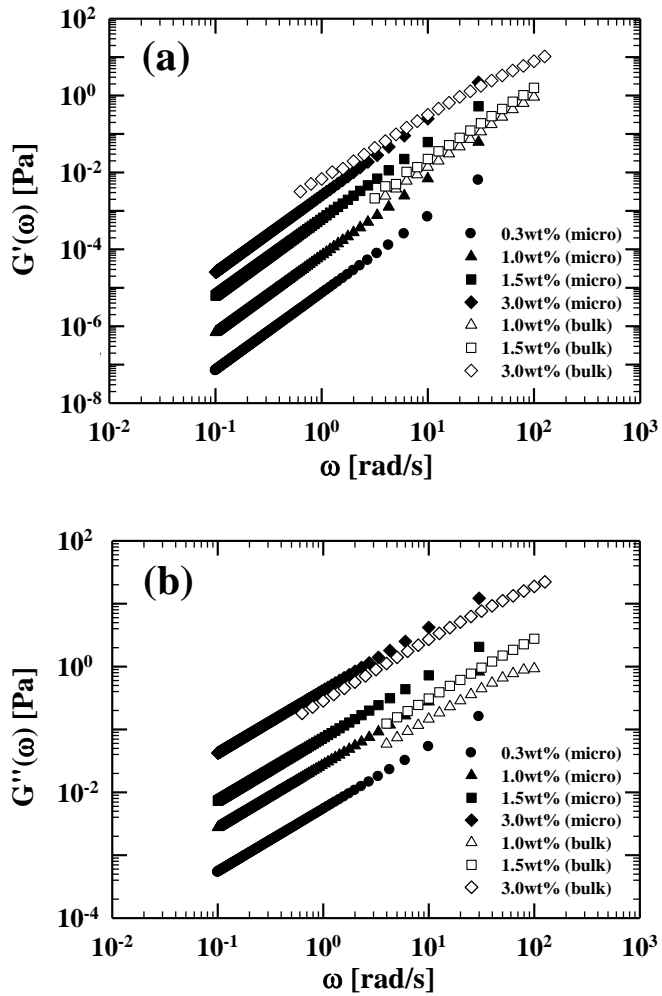 (a)
G'(ω) [Pa]
10^2
10^0
10^-2
10^-4
10^-6
10^-8
0.3wt% (micro)
1.0wt% (micro)
1.5wt% (micro)
3.0wt% (micro)
1.0wt% (bulk)
1.5wt% (bulk)
3.0wt% (bulk)
10^-2 10^-1 10^0 10^1 10^2 10^3
ω [rad/s]
(b)
G''(ω) [Pa]
10^2
10^0
10^-2
10^-4
0.3wt% (micro)
1.0wt% (micro)
1.5wt% (micro)
3.0wt% (micro)
1.0wt% (bulk)
1.5wt% (bulk)
3.0wt% (bulk)
10^-2 10^-1 10^0 10^1 10^2 10^3
ω [rad/s]